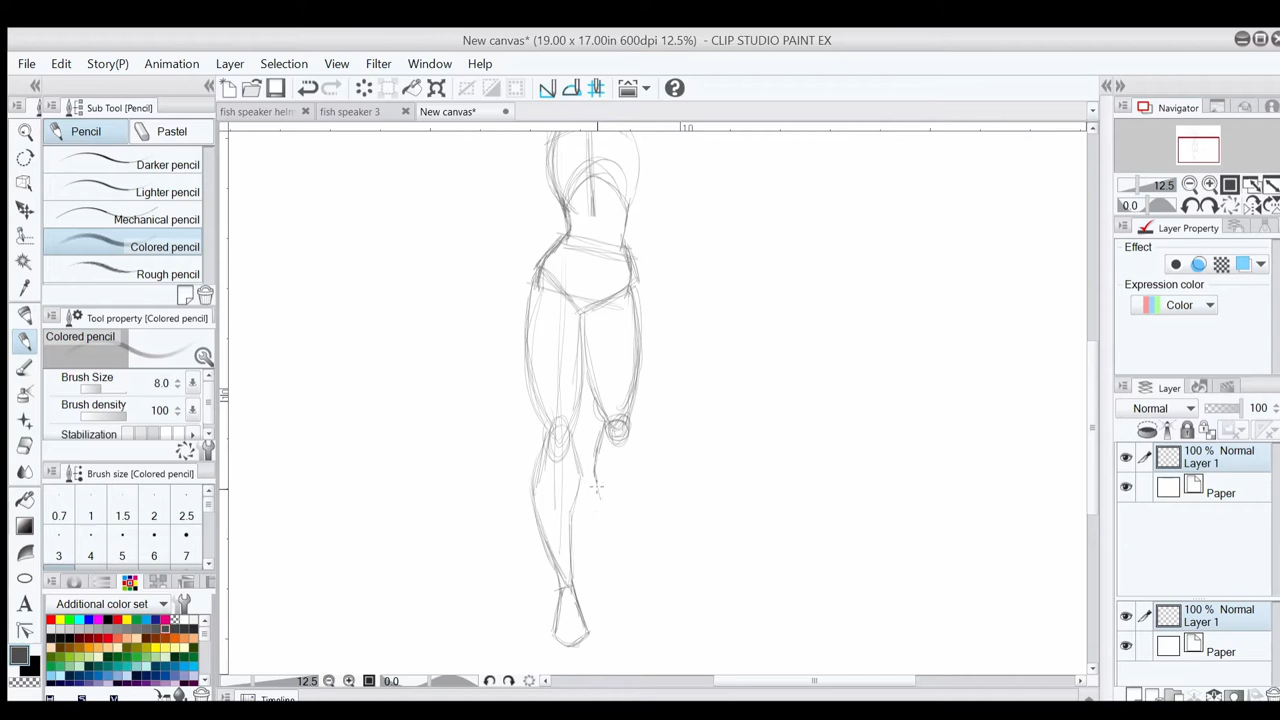 New canvas* (19.00 x 17.00in 600dpi 12.5%) - CLIP STUDIO PAINT EX
File Edit Story(P) Animation Layer Selection View Filter Window Help
Sub Tool [Pencil]
Navigator
fish speaker heln
fish speaker 3
New canvas*
Pencil
Pastel
10
Darker pencil
Lighter pencil
Mechanical pencil
Colored pencil
Rough pencil
12.5
0.0
Layer Property
Effect
Expression color
Color
Tool property [Colored pencil]
Colored pencil
Brush Size 8.0
Brush density 100
Stabilization
Layer
Normal 100
100 % Normal
Layer 1
Paper
Brush size [Colored pencil]
0.7 1 1.5 2 2.5
3 4 5 6 7
Additional color set
100 % Normal
Layer 1
Paper
12.5 0.0
Timeline